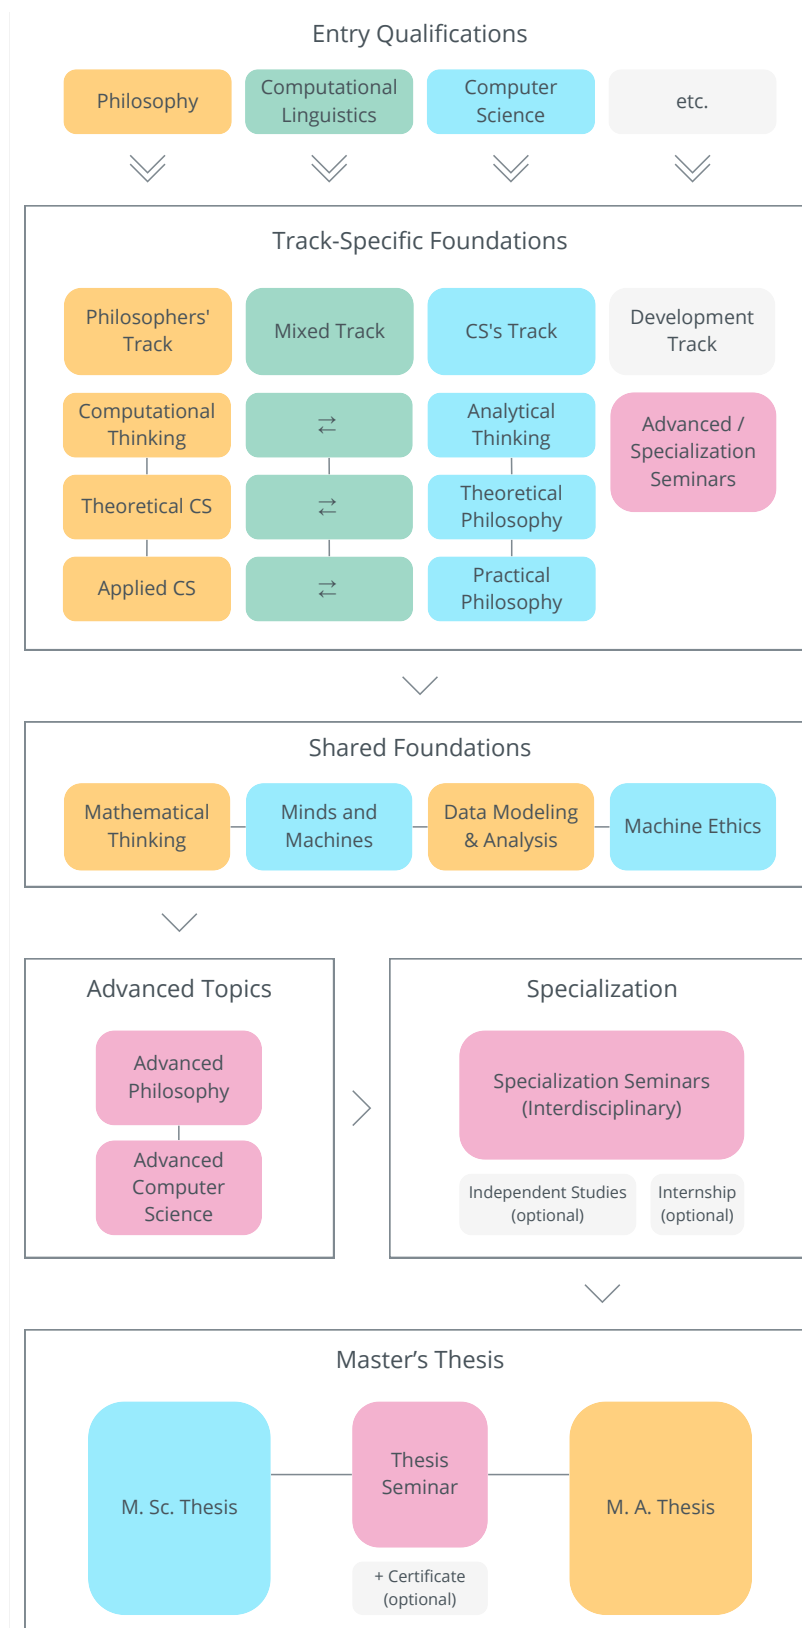 Entry Qualifications
Philosophy
Computational
Linguistics
Computer
Science
etc.
Track-Specific Foundations
Philosophers'
Track
Mixed Track
CS's Track
Development
Track
Computational
Thinking
⇄
Analytical
Thinking
Advanced /
Specialization
Seminars
Theoretical CS
⇄
Theoretical
Philosophy
Applied CS
⇄
Practical
Philosophy
Shared Foundations
Mathematical
Thinking
Minds and
Machines
Data Modeling
& Analysis
Machine Ethics
Advanced Topics
Advanced
Philosophy
Advanced
Computer
Science
Specialization
Specialization Seminars
(Interdisciplinary)
Independent Studies
(optional)
Internship
(optional)
Master’s Thesis
M. Sc. Thesis
Thesis
Seminar
M. A. Thesis
+ Certificate
(optional)